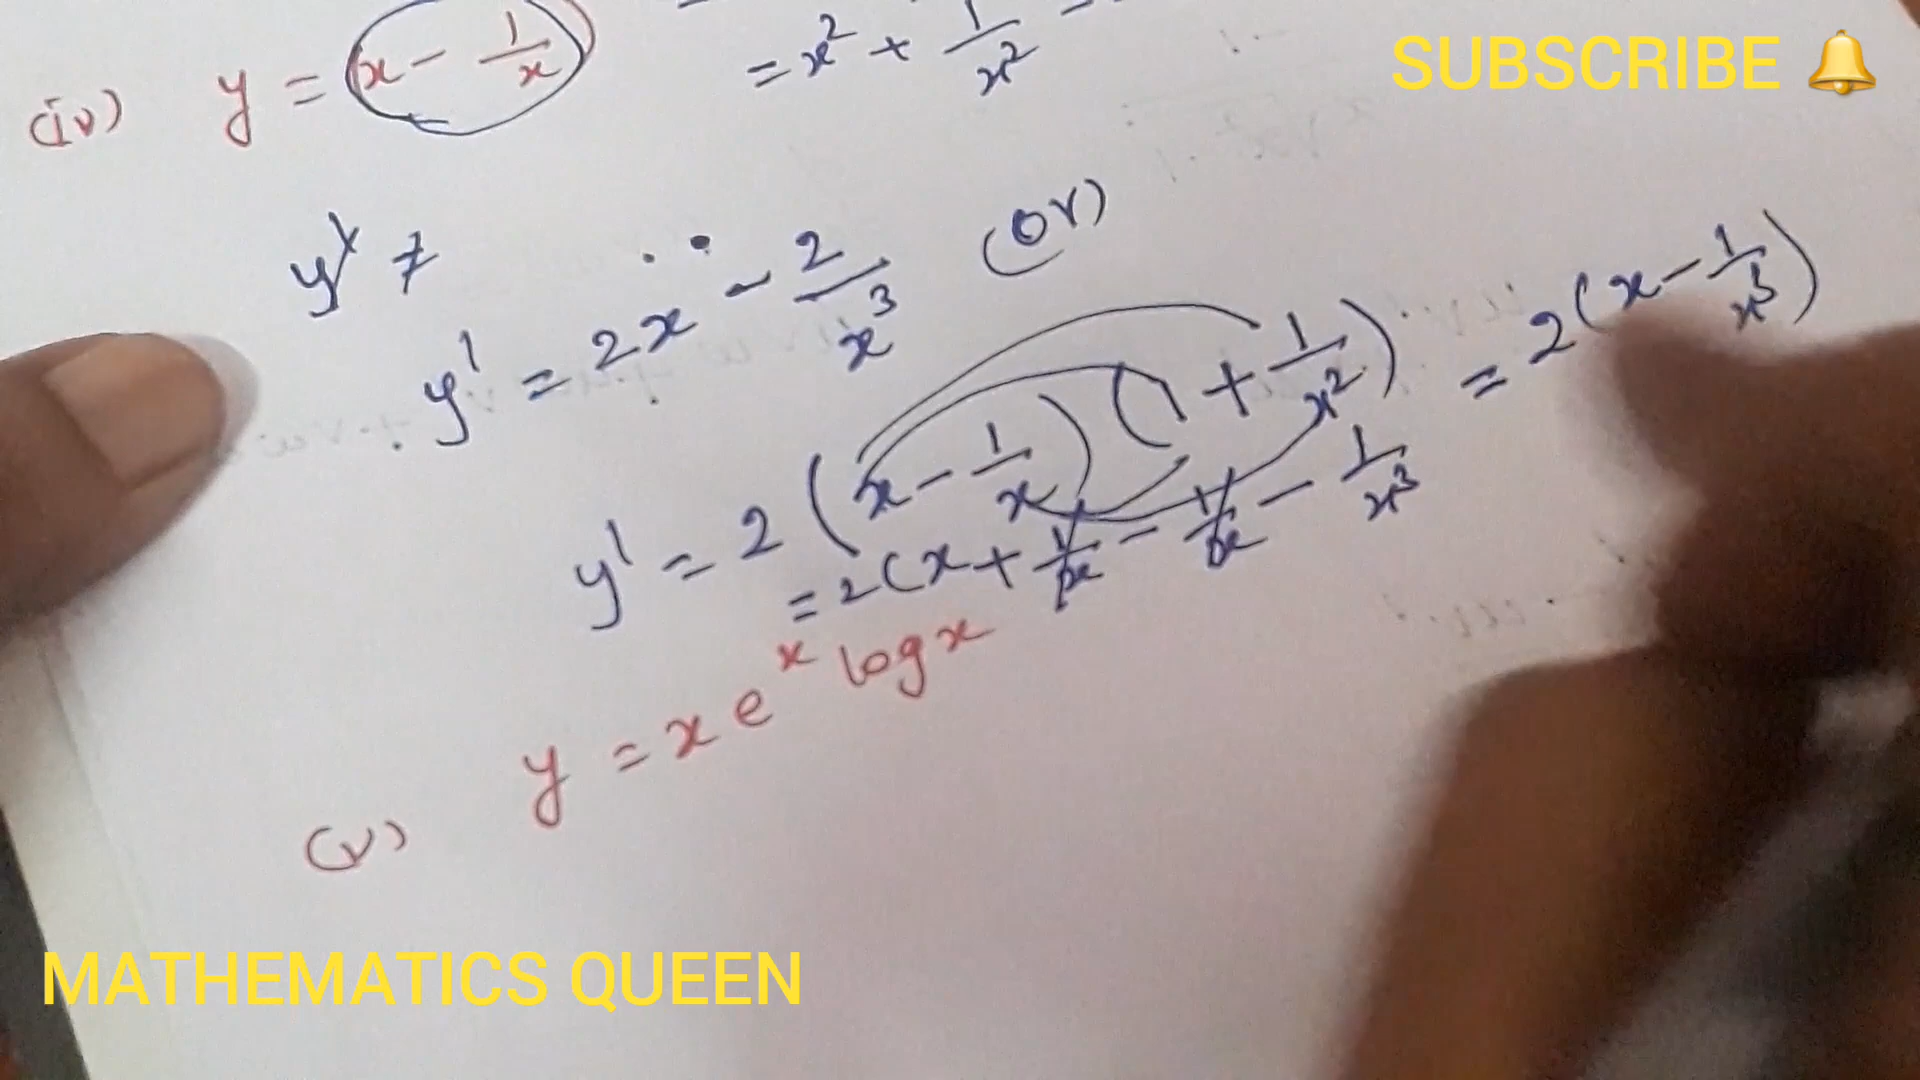 SUBSCRIBE 🔔
= x² + 1/x² -
(iv) y = (x - 1/x)
y' =
y' = 2x - 2/x³ (or)
y' = 2(x - 1/x)(1 + 1/x²) = 2(x - 1/x³)
= 2(x + 1/x - 1/x - 1/x³
(v) y = x eˣ log x
MATHEMATICS QUEEN